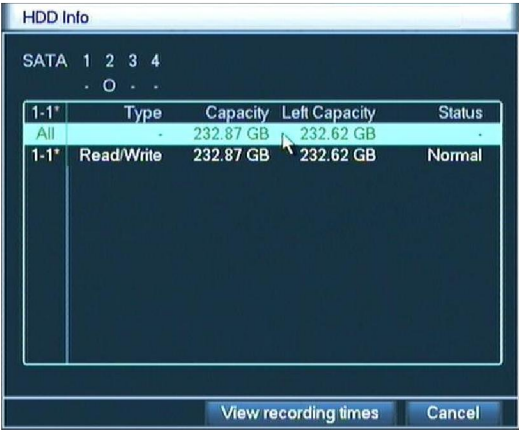 HDD Info
SATA 1 2 3 4
- O - -
1-1* Type Capacity Left Capacity Status
All - 232.87 GB 232.62 GB -
1-1* Read/Write 232.87 GB 232.62 GB Normal
View recording times Cancel